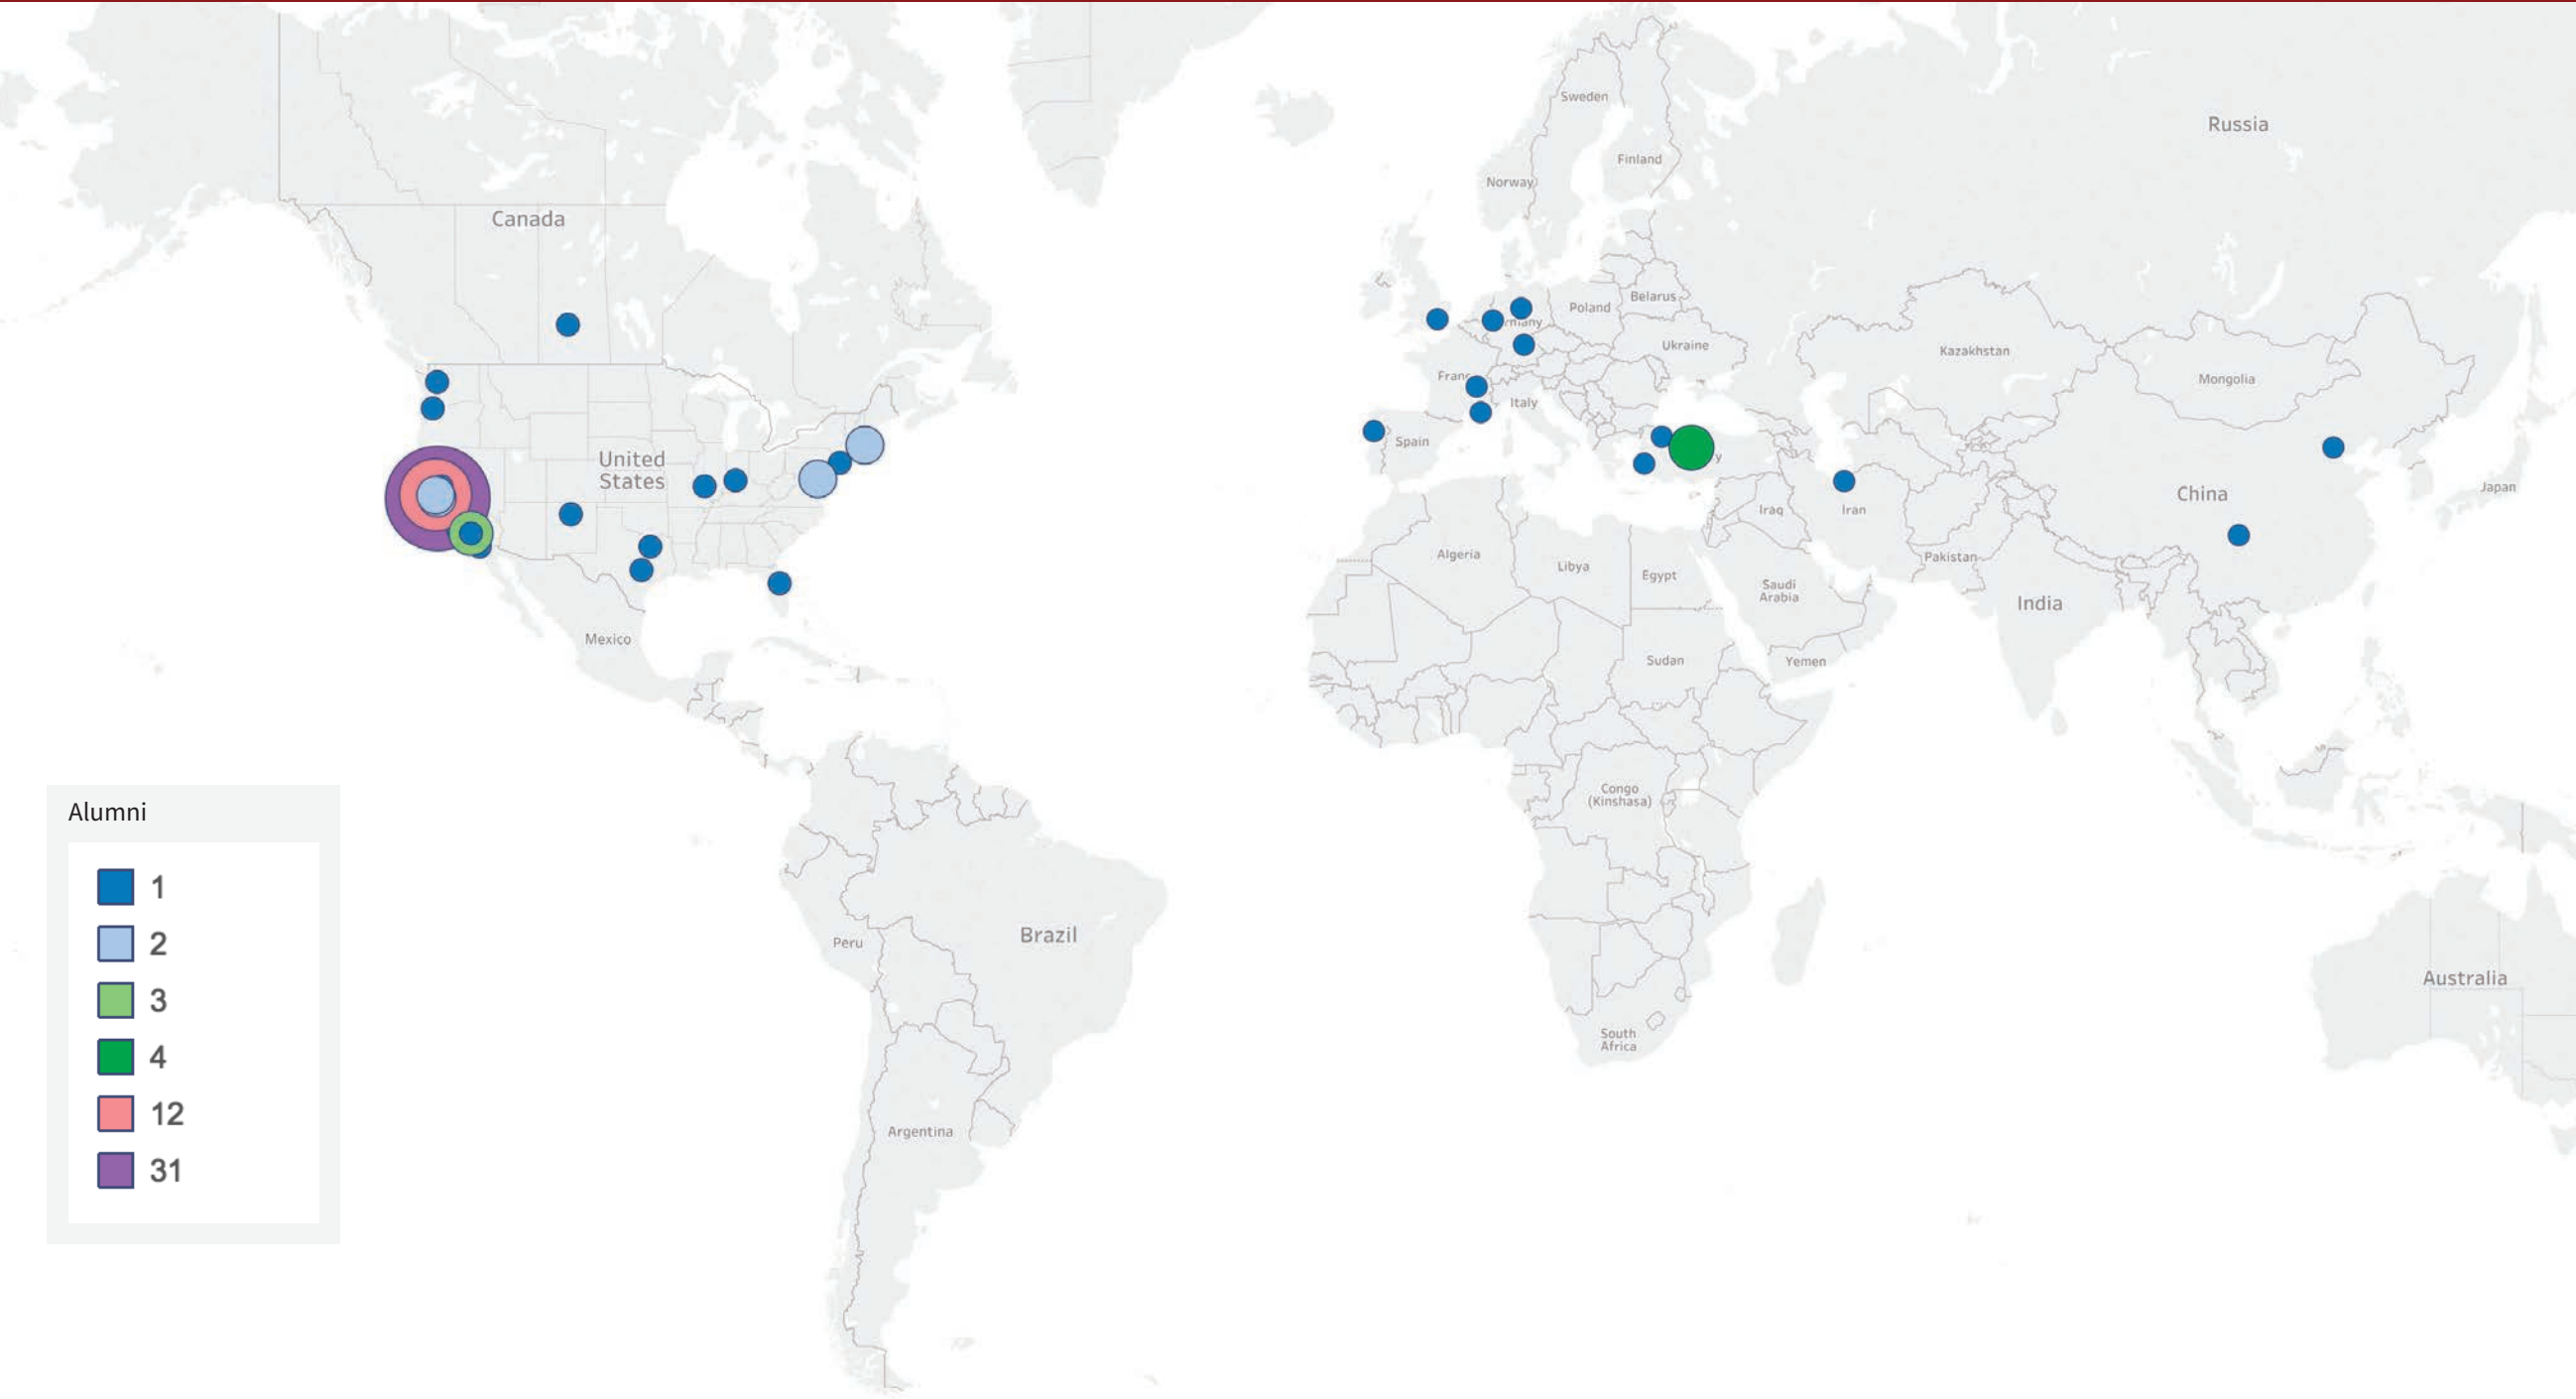 Russia
Sweden
Finland
Norway
Canada
Poland
Belarus
rmany
Ukraine
Kazakhstan
Mongolia
Franc
Italy
Spain
United
States
y
China
Japan
Iraq
Iran
Algeria
Libya
Egypt
Pakistan
Saudi
Arabia
India
Mexico
Sudan
Yemen
Congo
(Kinshasa)
Brazil
Peru
Australia
South
Africa
Argentina
Alumni
1
2
3
4
12
31